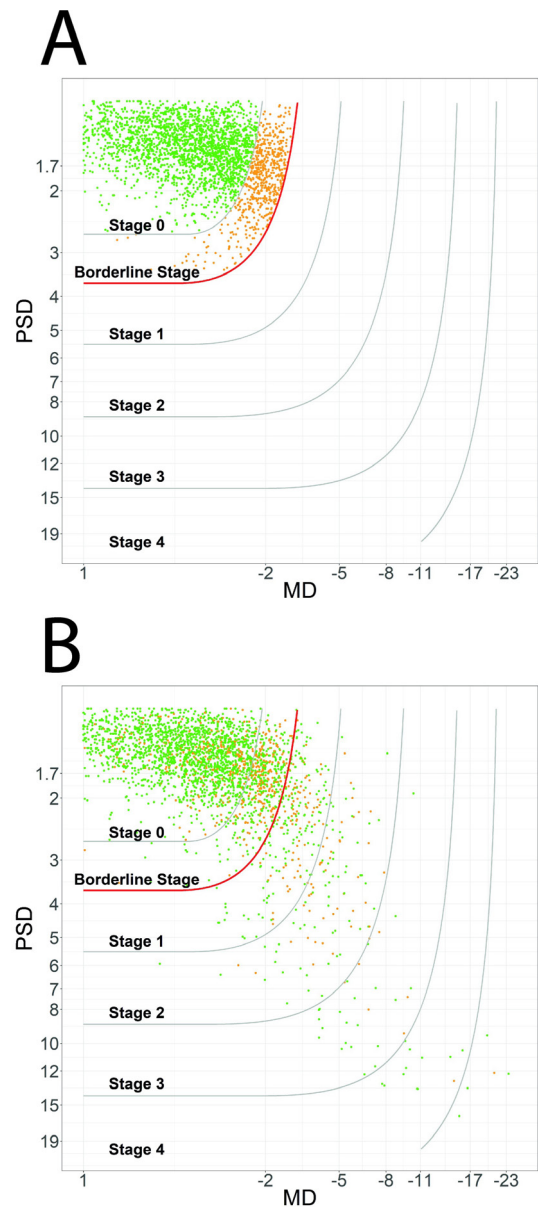 A
1.7
2
Stage 0
3
Borderline Stage
4
PSD
5
Stage 1
6
7
Stage 2
8
10
12
Stage 3
15
19
Stage 4
1 -2 -5 -8 -11 -17 -23
MD
B
1.7
2
Stage 0
3
Borderline Stage
4
PSD
5
Stage 1
6
7
8
Stage 2
10
12
Stage 3
15
19
Stage 4
1 -2 -5 -8 -11 -17 -23
MD